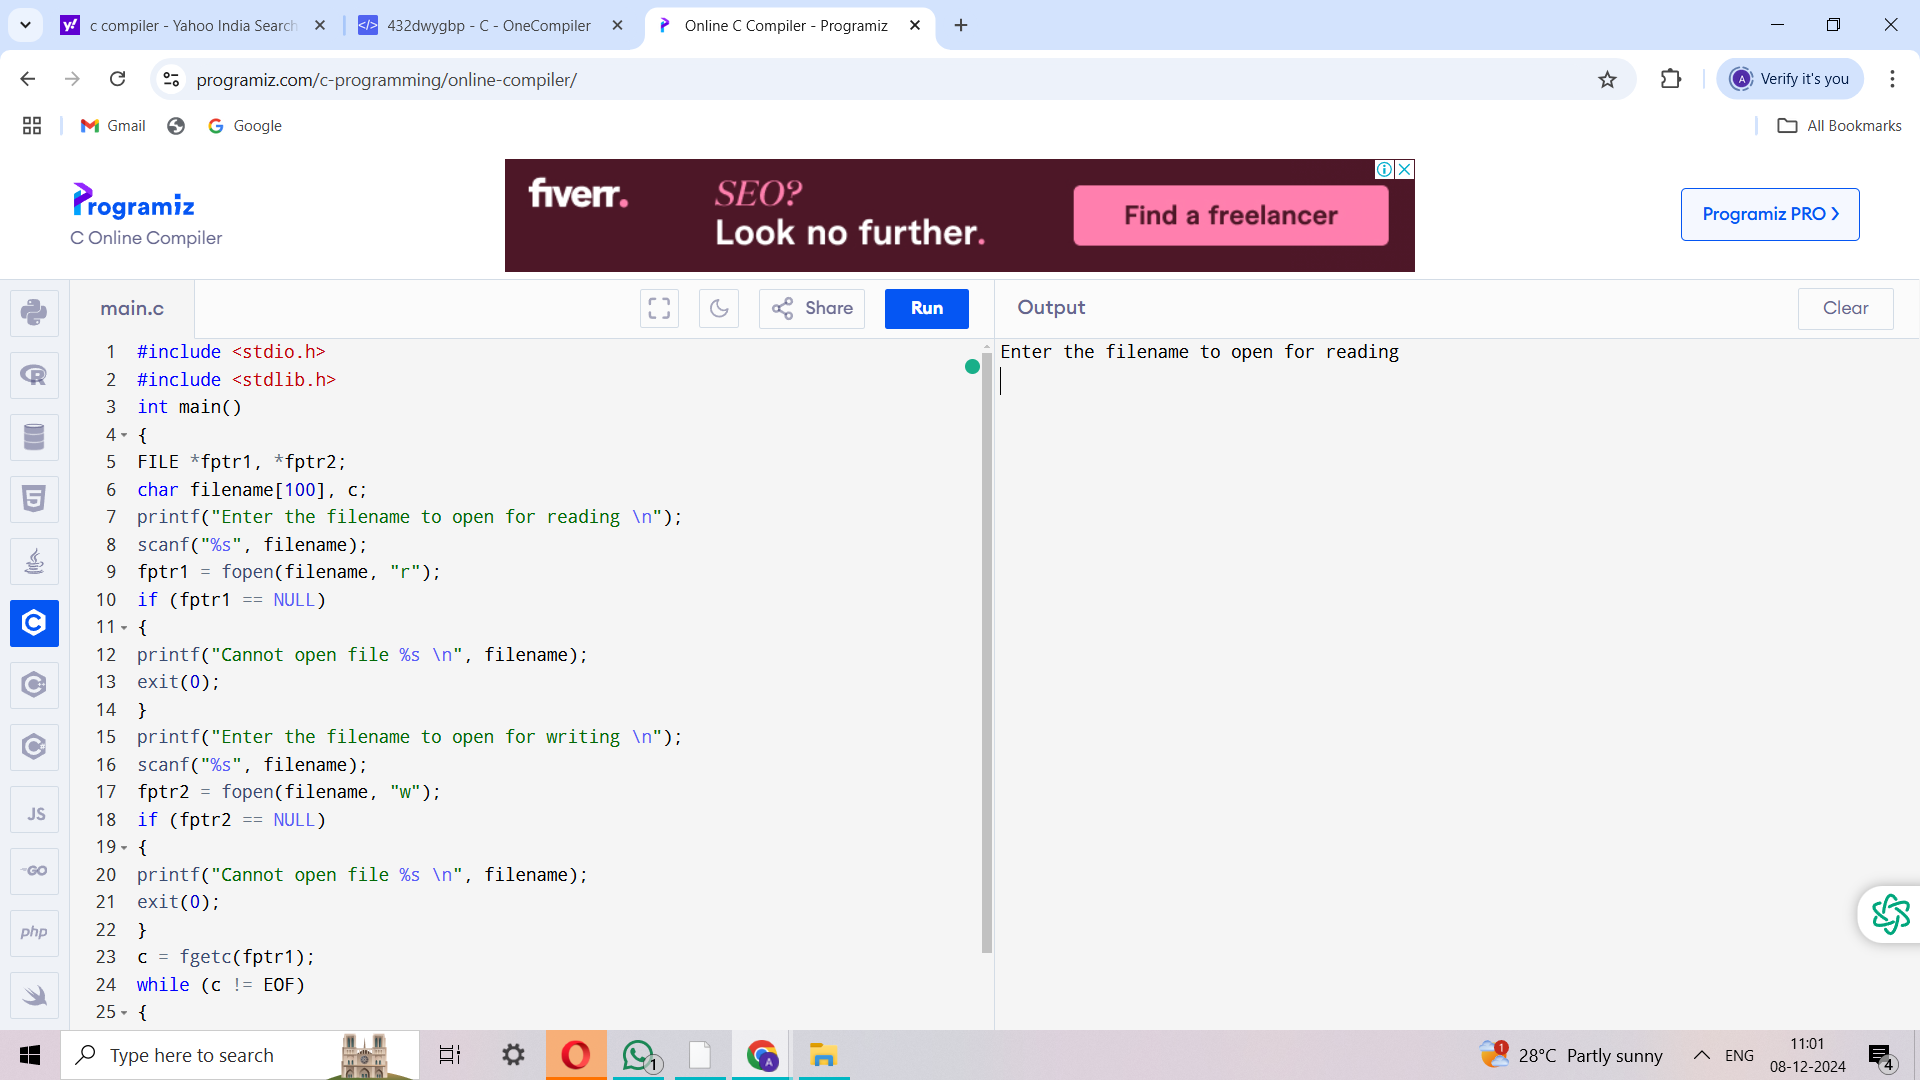 c compiler - Yahoo India Search
432dwygbp - C - OneCompiler
Online C Compiler - Programiz
programiz.com/c-programming/online-compiler/
A
Verify it's you
Gmail
Google
All Bookmarks
Programiz
C Online Compiler
fiverr.
SEO?
Look no further.
Find a freelancer
Programiz PRO ›
main.c
Share
Run
Output
Clear
1 #include <stdio.h>
2 #include <stdlib.h>
3 int main()
4 {
5 FILE *fptr1, *fptr2;
6 char filename[100], c;
7 printf("Enter the filename to open for reading \n");
8 scanf("%s", filename);
9 fptr1 = fopen(filename, "r");
10 if (fptr1 == NULL)
11 {
12 printf("Cannot open file %s \n", filename);
13 exit(0);
14 }
15 printf("Enter the filename to open for writing \n");
16 scanf("%s", filename);
17 fptr2 = fopen(filename, "w");
18 if (fptr2 == NULL)
19 {
20 printf("Cannot open file %s \n", filename);
21 exit(0);
22 }
23 c = fgetc(fptr1);
24 while (c != EOF)
25 {
Enter the filename to open for reading
R
5
C
JS
GO
php
Type here to search
1
A
1
28°C Partly sunny
ENG
11:01
08-12-2024
4